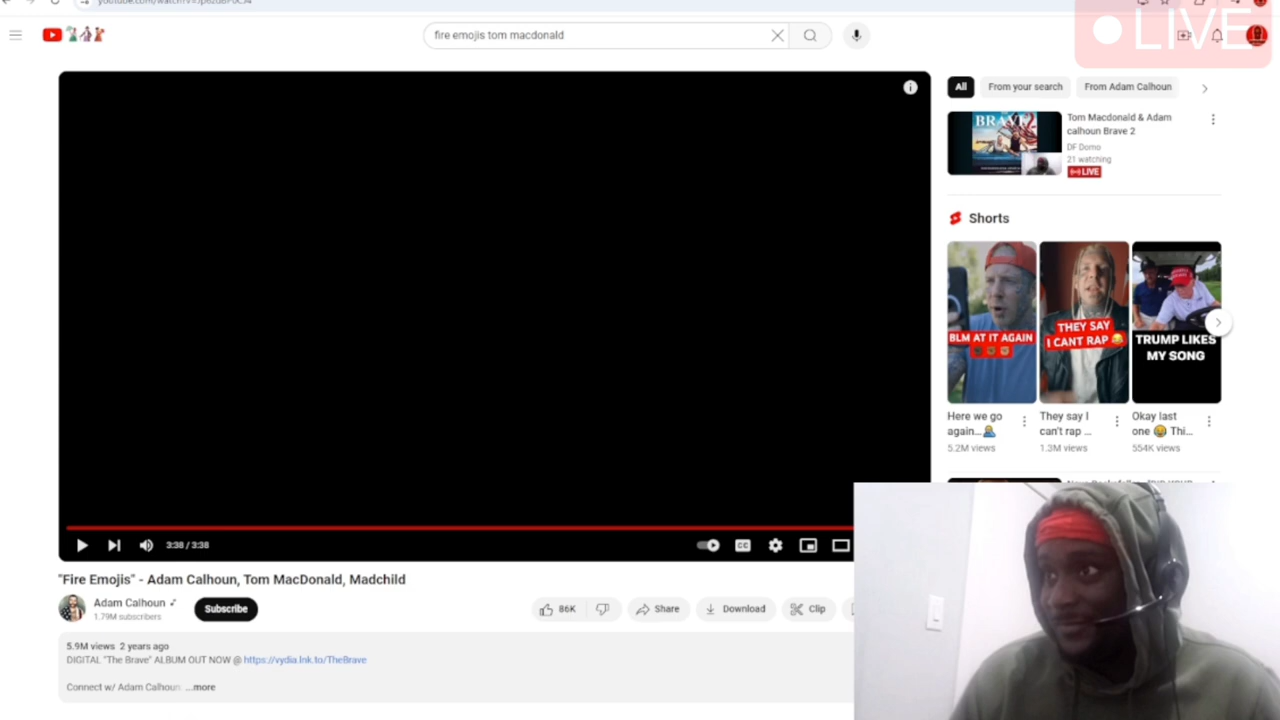 LIVE
fire emojis tom macdonald
All
From your search
From Adam Calhoun
BRAVE
Tom Macdonald & Adam
calhoun Brave 2
DF Domo
21 watching
LIVE
Shorts
BLM AT IT AGAIN
THEY SAY
I CANT RAP
TRUMP LIKES
MY SONG
Here we go
again...
They say I
can't rap ...
Okay last
one 😢 Thi...
5.2M views
1.3M views
554K views
3:38 / 3:38
CC
"Fire Emojis" - Adam Calhoun, Tom MacDonald, Madchild
Adam Calhoun
1.79M subscribers
Subscribe
86K
Share
Download
Clip
5.9M views 2 years ago
DIGITAL "The Brave" ALBUM OUT NOW @ https://vydia.lnk.to/TheBrave
Connect w/ Adam Calhoun ...more